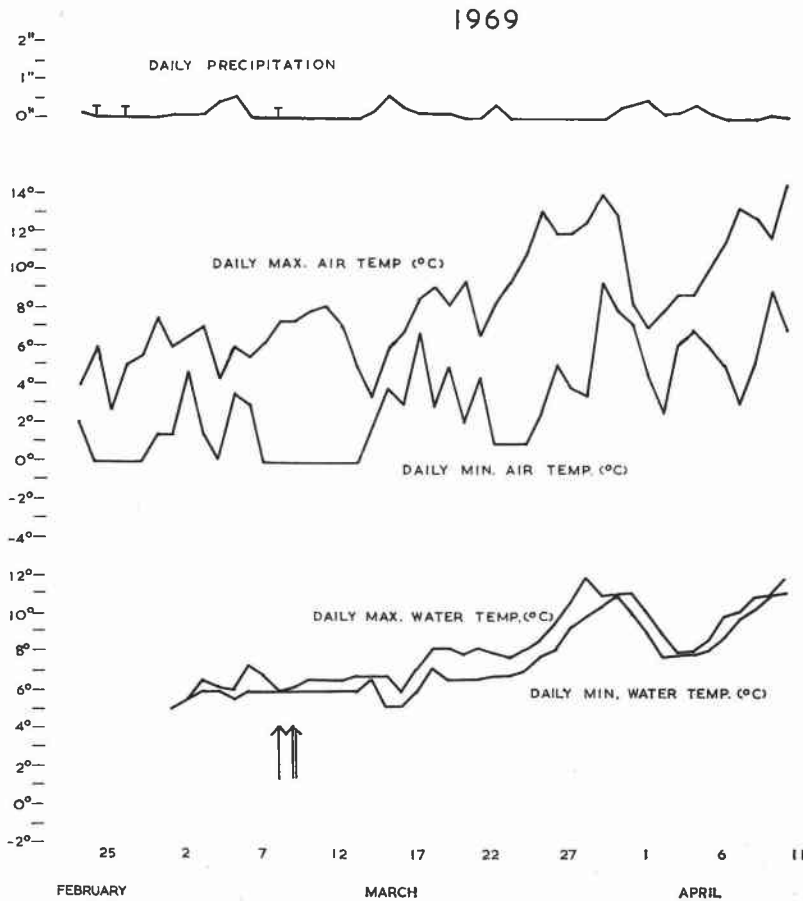 1969
2"
DAILY PRECIPITATION
1"
T T T
0"
14°
12°
10°
DAILY MAX. AIR TEMP (°C)
8°
6°
4°
2°
0°
DAILY MIN. AIR TEMP. (°C)
-2°
-4°
12°
10°
DAILY MAX. WATER TEMP. (°C)
8°
6°
DAILY MIN. WATER TEMP. (°C)
4°
2°
0°
-2°
25 2 7 12 17 22 27 1 6 11
FEBRUARY MARCH APRIL